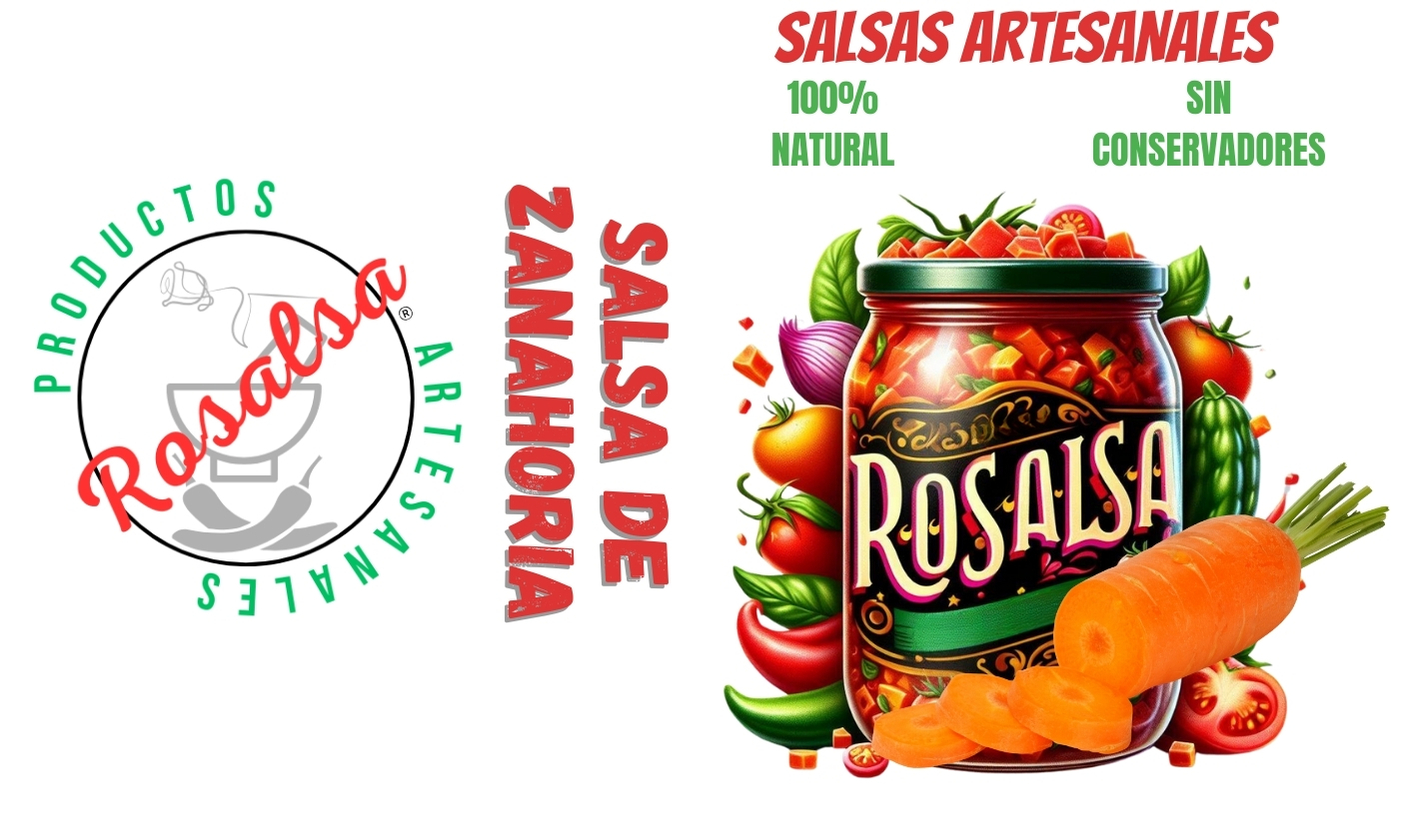 PRODUCTOS ARTESANALES
Rosalsa
®
SALSA DE
ZANAHORIA
SALSAS ARTESANALES
100%
NATURAL
SIN
CONSERVADORES
ROSALSA